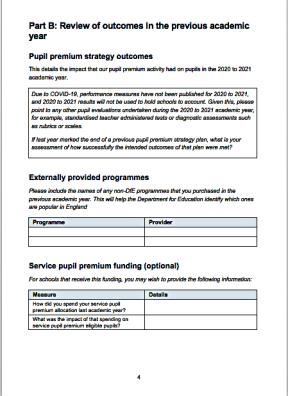 Part B: Review of outcomes in the previous academic
year
Pupil premium strategy outcomes
This details the impact that our pupil premium activity had on pupils in the 2020 to 2021
academic year.
Due to COVID-19, performance measures have not been published for 2020 to 2021,
and 2020 to 2021 results will not be used to hold schools to account. Given this, please
point to any other pupil evaluations undertaken during the 2020 to 2021 academic year,
for example, standardised teacher administered tests or diagnostic assessments such
as rubrics or scales.
If last year marked the end of a previous pupil premium strategy plan, what is your
assessment of how successfully the intended outcomes of that plan were met?
Externally provided programmes
Please include the names of any non-DfE programmes that you purchased in the
previous academic year. This will help the Department for Education identify which ones
are popular in England
Programme Provider
Service pupil premium funding (optional)
For schools that receive this funding, you may wish to provide the following information:
Measure Details
How did you spend your service pupil
premium allocation last academic year?
What was the impact of that spending on
service pupil premium eligible pupils?
4